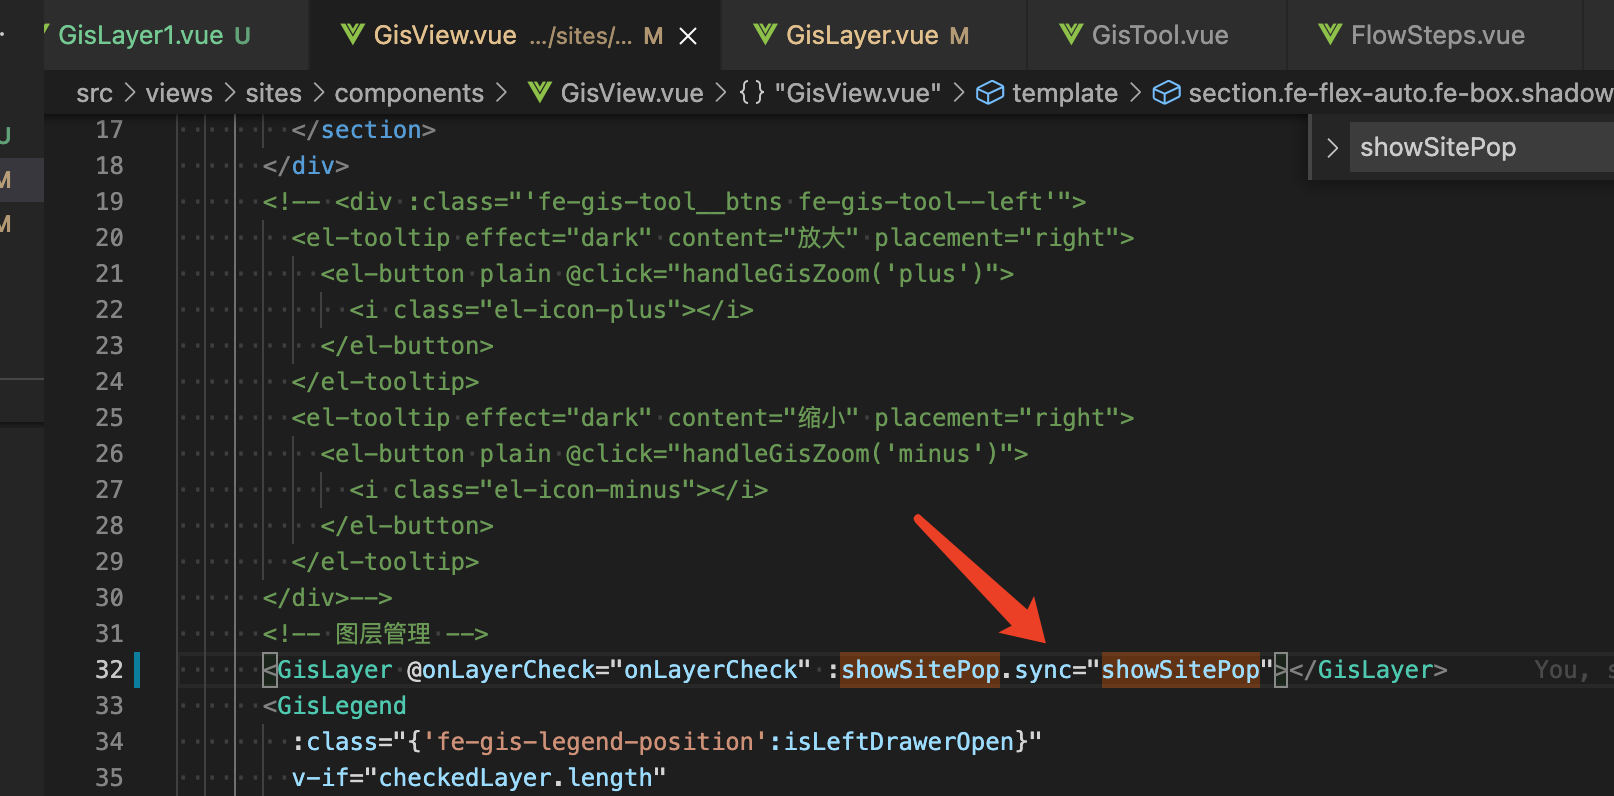 GisLayer1.vue U
GisView.vue .../sites/... M
GisLayer.vue M
GisTool.vue
FlowSteps.vue
src > views > sites > components > GisView.vue > {} "GisView.vue" > template > section.fe-flex-auto.fe-box.shadow
showSitePop
U
M
M
17 </section>
18 </div>
19 <!-- <div :class="'fe-gis-tool__btns fe-gis-tool--left'">
20 <el-tooltip effect="dark" content="放大" placement="right">
21 <el-button plain @click="handleGisZoom('plus')">
22 <i class="el-icon-plus"></i>
23 </el-button>
24 </el-tooltip>
25 <el-tooltip effect="dark" content="缩小" placement="right">
26 <el-button plain @click="handleGisZoom('minus')">
27 <i class="el-icon-minus"></i>
28 </el-button>
29 </el-tooltip>
30 </div>-->
31 <!-- 图层管理 -->
32 <GisLayer @onLayerCheck="onLayerCheck" :showSitePop.sync="showSitePop"></GisLayer> You,
33 <GisLegend
34 :class="{'fe-gis-legend-position':isLeftDrawerOpen}"
35 v-if="checkedLayer.length"